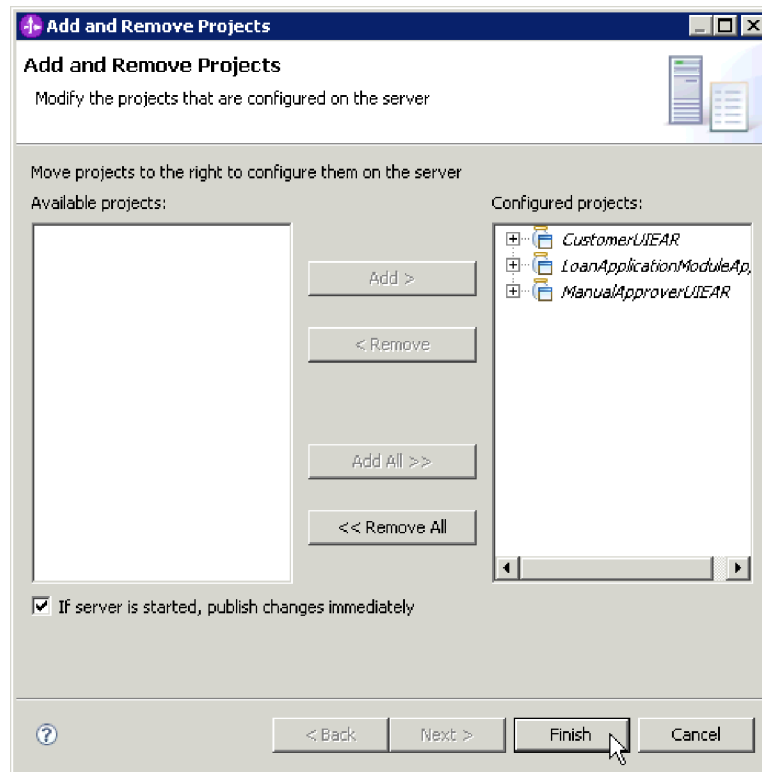 Add and Remove Projects
Add and Remove Projects
Modify the projects that are configured on the server
Move projects to the right to configure them on the server
Available projects:
Configured projects:
CustomerUIEAR
LoanApplicationModuleAp
ManualApproverUIEAR
Add >
< Remove
Add All >>
<< Remove All
If server is started, publish changes immediately
?
< Back
Next >
Finish
Cancel